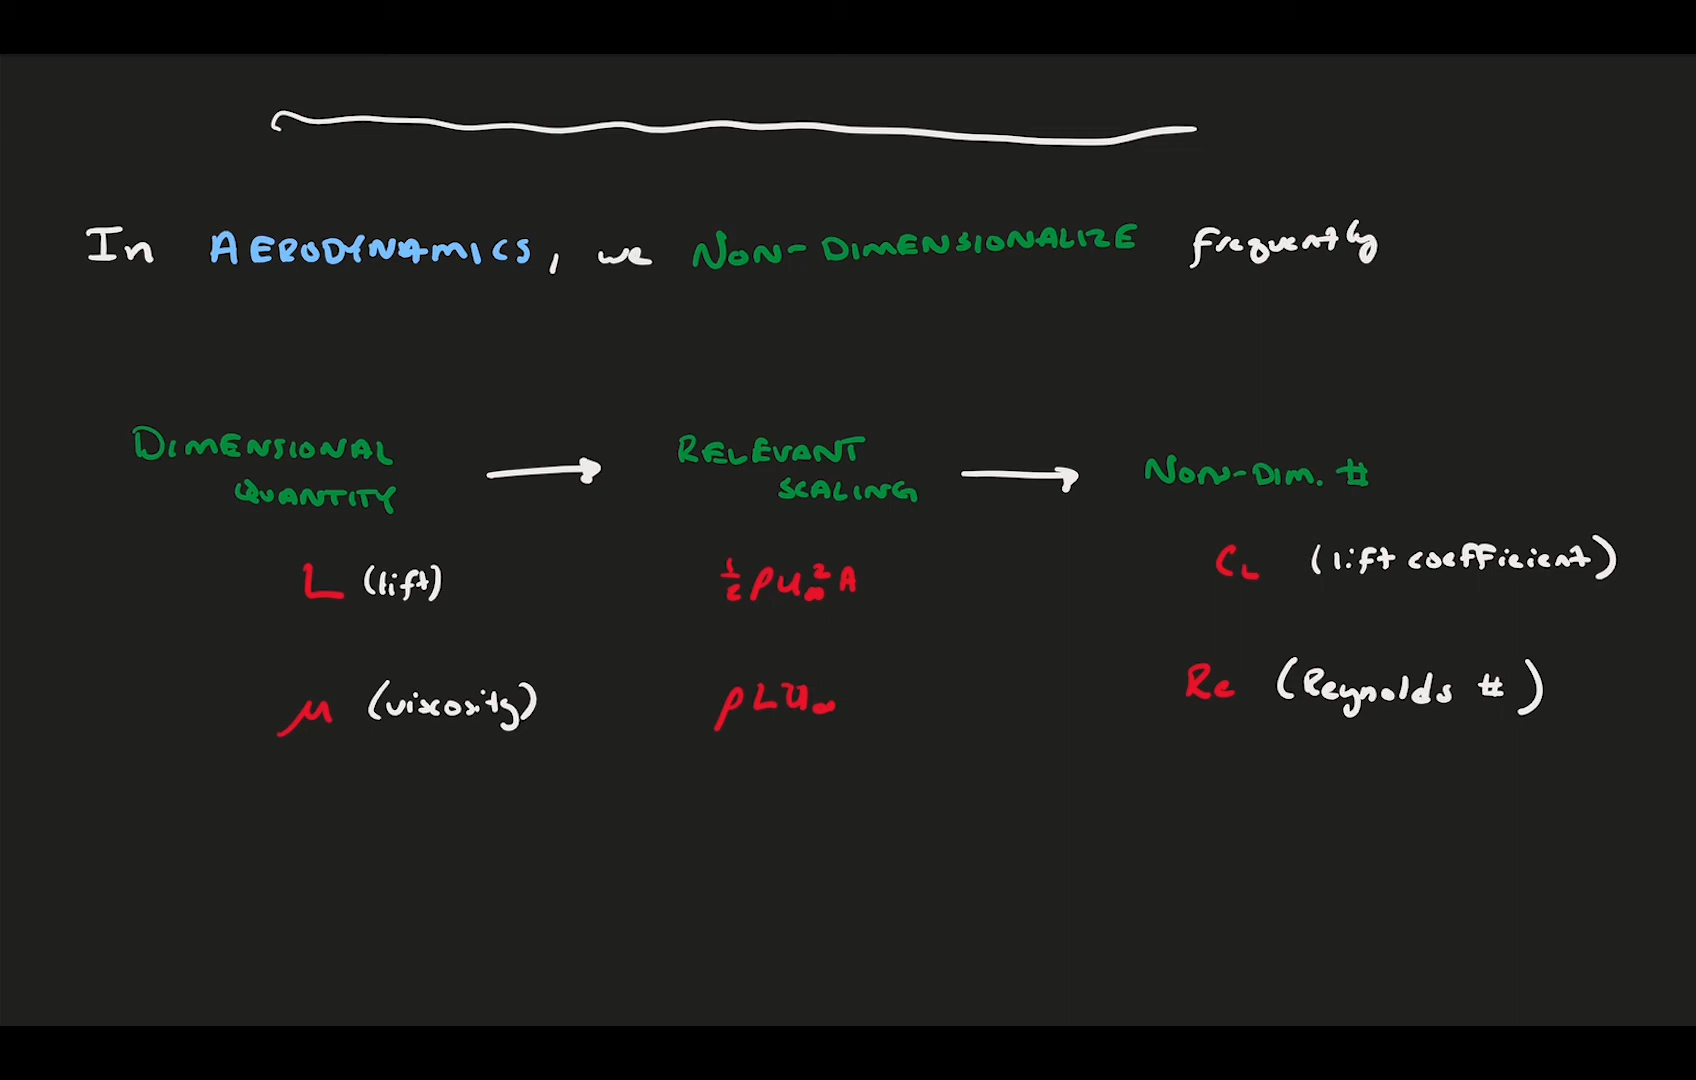 In AERODYNAMICS, we NON-DIMENSIONALIZE frequently
DIMENSIONAL QUANTITY → RELEVANT SCALING → NON-DIM. #
L (lift) ½ρU∞²A CL (lift coefficient)
μ (viscosity) ρLU∞ Re (Reynolds #)